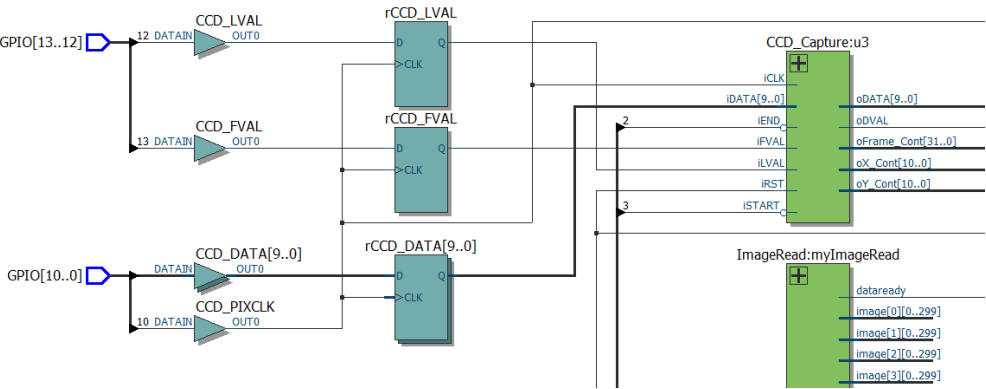 rCCD_LVAL
GPIO[13..12]
12 DATAIN
CCD_LVAL
OUT0
D
Q
CLK
CCD_Capture:u3
iCLK
iDATA[9..0]
oDATA[9..0]
2
iEND
oDVAL
rCCD_FVAL
13 DATAIN
CCD_FVAL
OUT0
D
Q
CLK
iFVAL
oFrame_Cont[31..0]
iLVAL
oX_Cont[10..0]
iRST
oY_Cont[10..0]
3
iSTART
GPIO[10..0]
DATAIN
CCD_DATA[9..0]
OUT0
rCCD_DATA[9..0]
D
Q
CLK
10 DATAIN
CCD_PIXCLK
OUT0
ImageRead:myImageRead
dataready
image[0][0..299]
image[1][0..299]
image[2][0..299]
image[3][0..299]